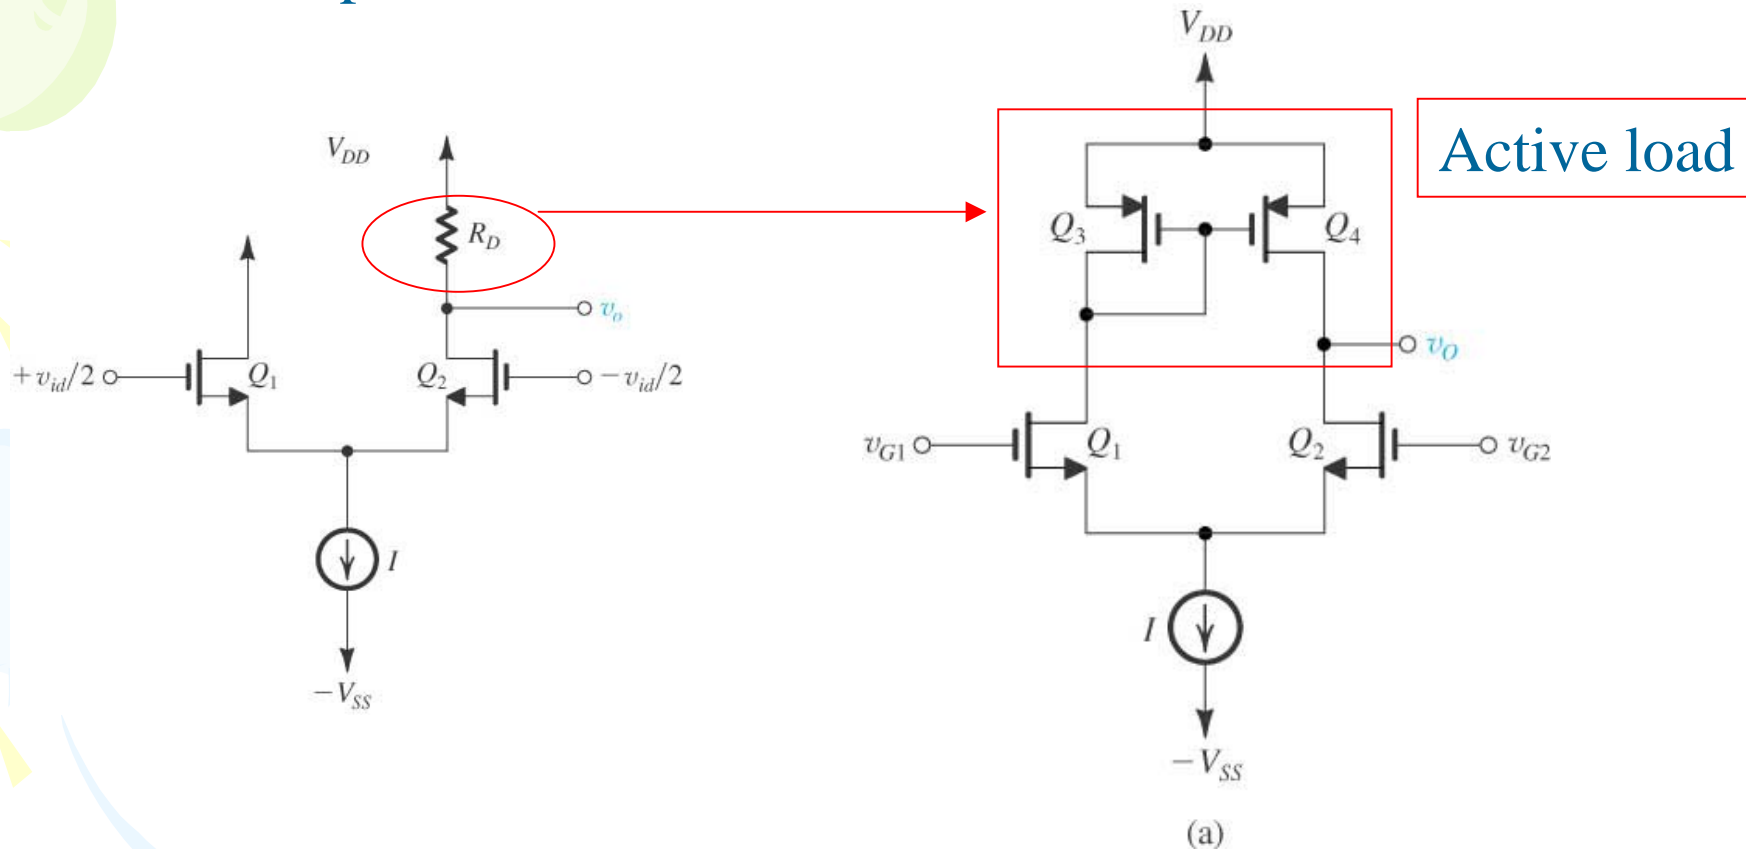 V_DD
R_D
v_o
+v_id/2
Q_1
Q_2
−v_id/2
I
−V_SS
V_DD
Active load
Q_3
Q_4
v_O
v_G1
Q_1
Q_2
v_G2
I
−V_SS
(a)